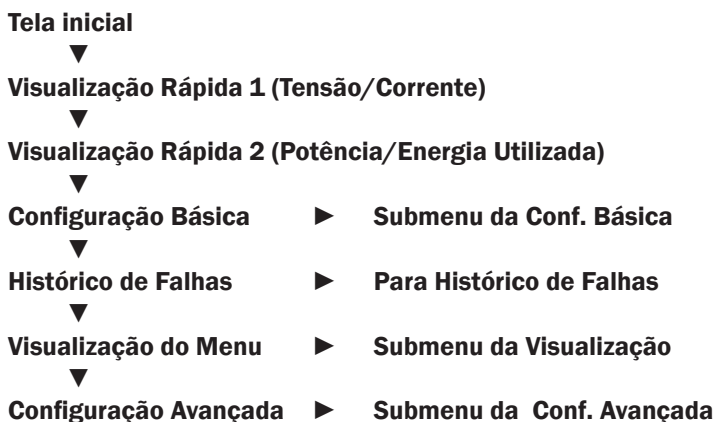 Tela inicial
▼
Visualização Rápida 1 (Tensão/Corrente)
▼
Visualização Rápida 2 (Potência/Energia Utilizada)
▼
Configuração Básica ► Submenu da Conf. Básica
▼
Histórico de Falhas ► Para Histórico de Falhas
▼
Visualização do Menu ► Submenu da Visualização
▼
Configuração Avançada ► Submenu da Conf. Avançada